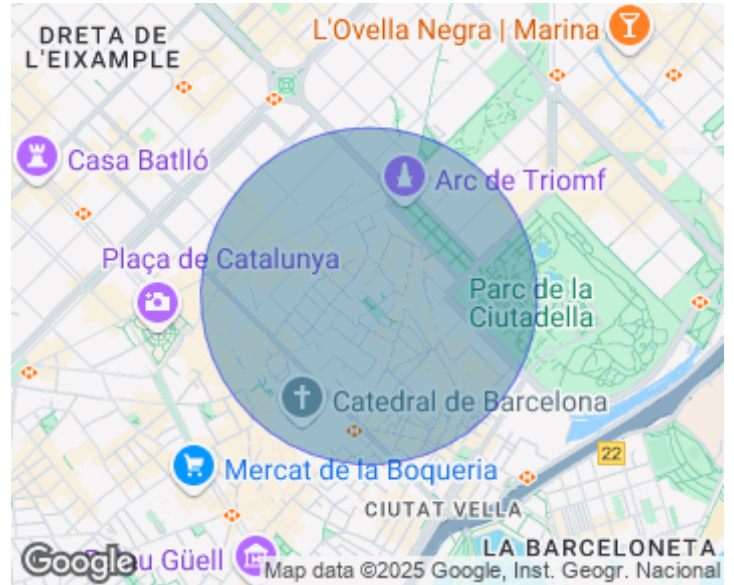 DRETA DE
L'EIXAMPLE
L'Ovella Negra | Marina
Casa Batlló
Arc de Triomf
Plaça de Catalunya
Parc de la
Ciutadella
Catedral de Barcelona
22
Mercat de la Boqueria
CIUTAT VELLA
LA BARCELONETA
Google
Güell
Map data ©2025 Google, Inst. Geogr. Nacional